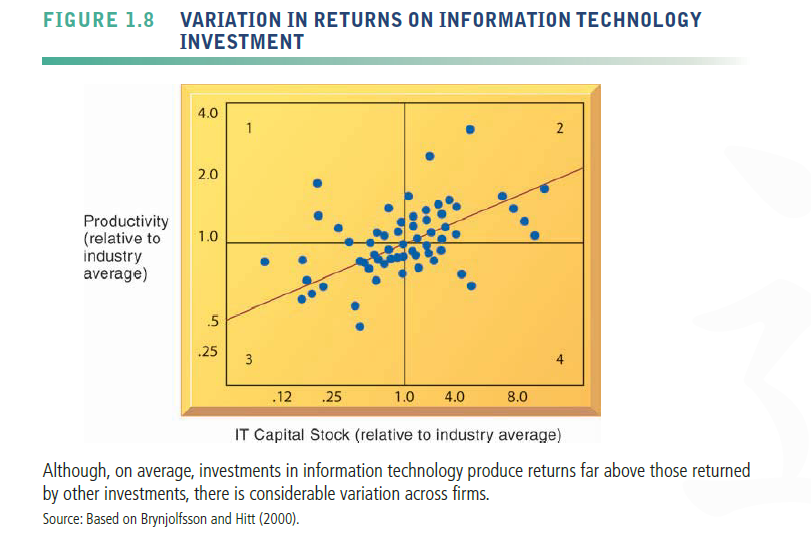 FIGURE 1.8 VARIATION IN RETURNS ON INFORMATION TECHNOLOGY
INVESTMENT
4.0
1
2
2.0
Productivity
(relative to
industry
average)
1.0
.5
.25
3
4
.12 .25 1.0 4.0 8.0
IT Capital Stock (relative to industry average)
Although, on average, investments in information technology produce returns far above those returned
by other investments, there is considerable variation across firms.
Source: Based on Brynjolfsson and Hitt (2000).